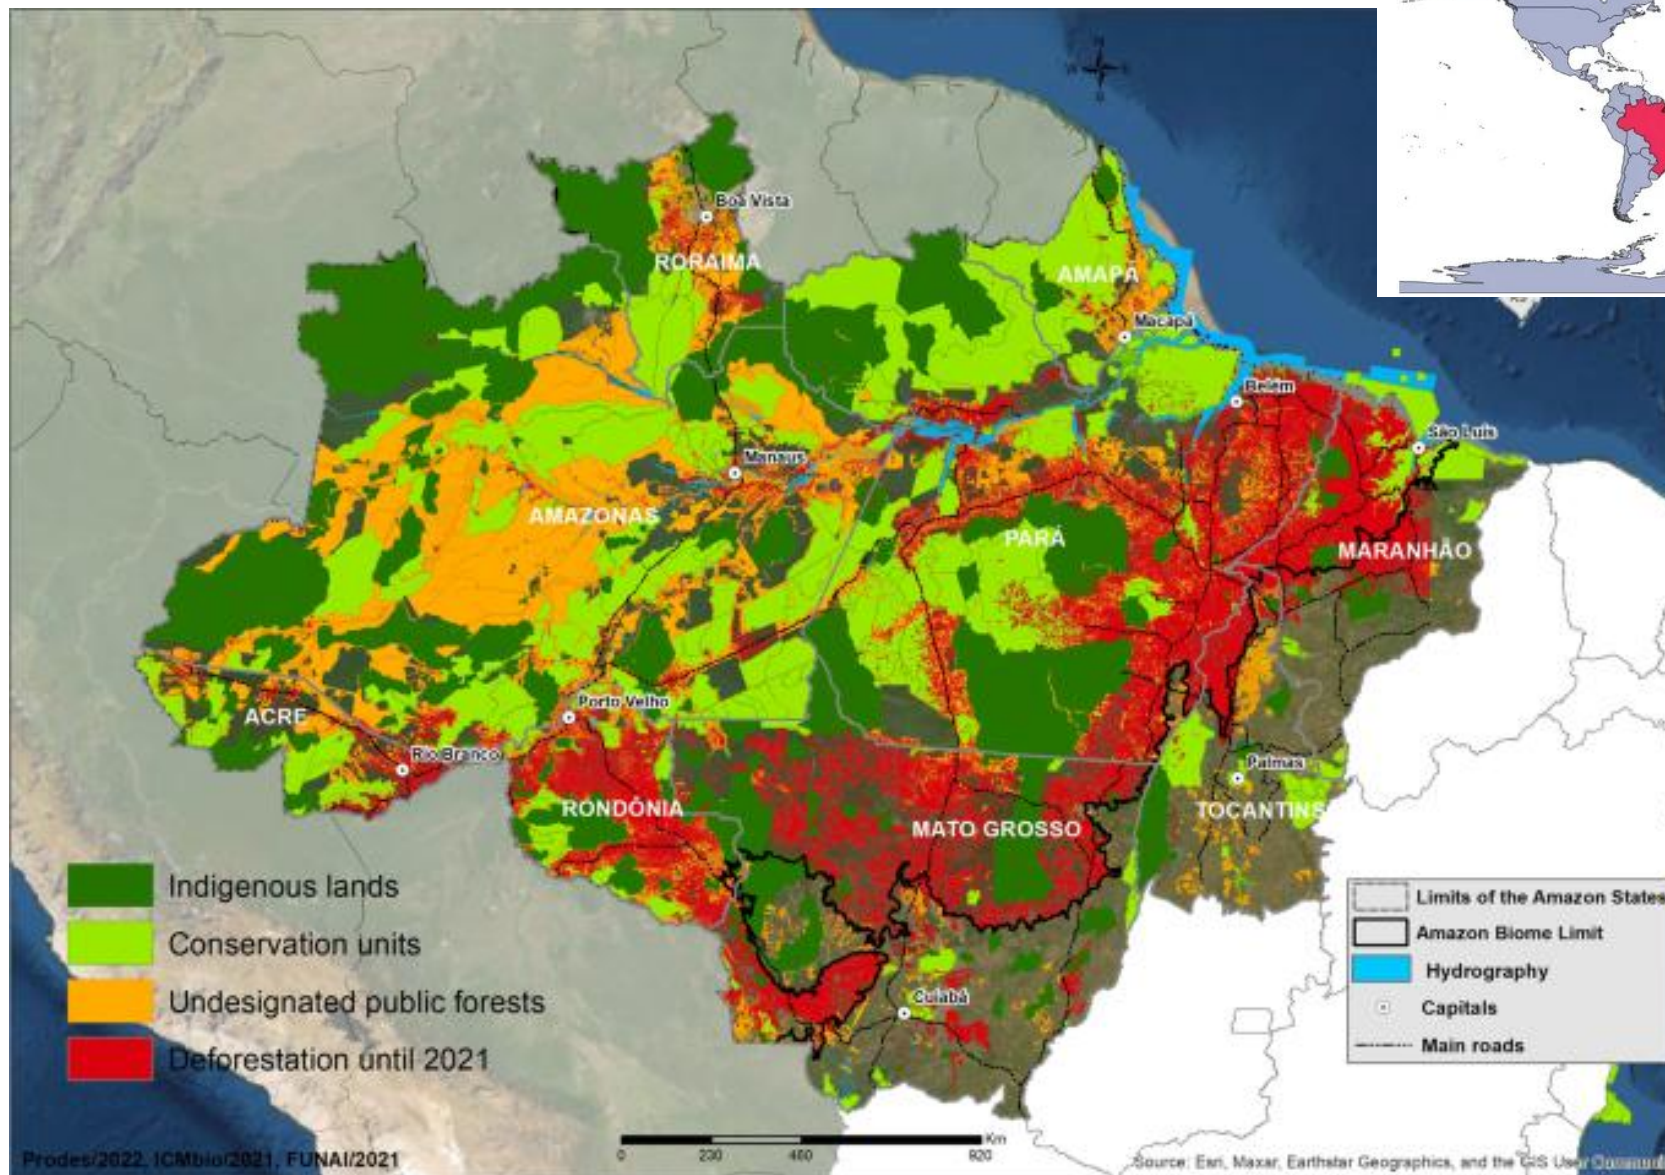 N
W
E
S
Boa Vista
RORAIMA
AMAPÁ
Macapá
Belém
São Luís
Manaus
AMAZONAS
PARÁ
MARANHÃO
Porto Velho
ACRE
Rio Branco
Palmas
RONDÔNIA
TOCANTINS
MATO GROSSO
Cuiabá
Indigenous lands
Conservation units
Undesignated public forests
Deforestation until 2021
Limits of the Amazon States
Amazon Biome Limit
Hydrography
Capitals
Main roads
Km
0 230 460 920
Prodes/2022, ICMbio/2021, FUNAI/2021
Source: Esri, Maxar, Earthstar Geographics, and the GIS User